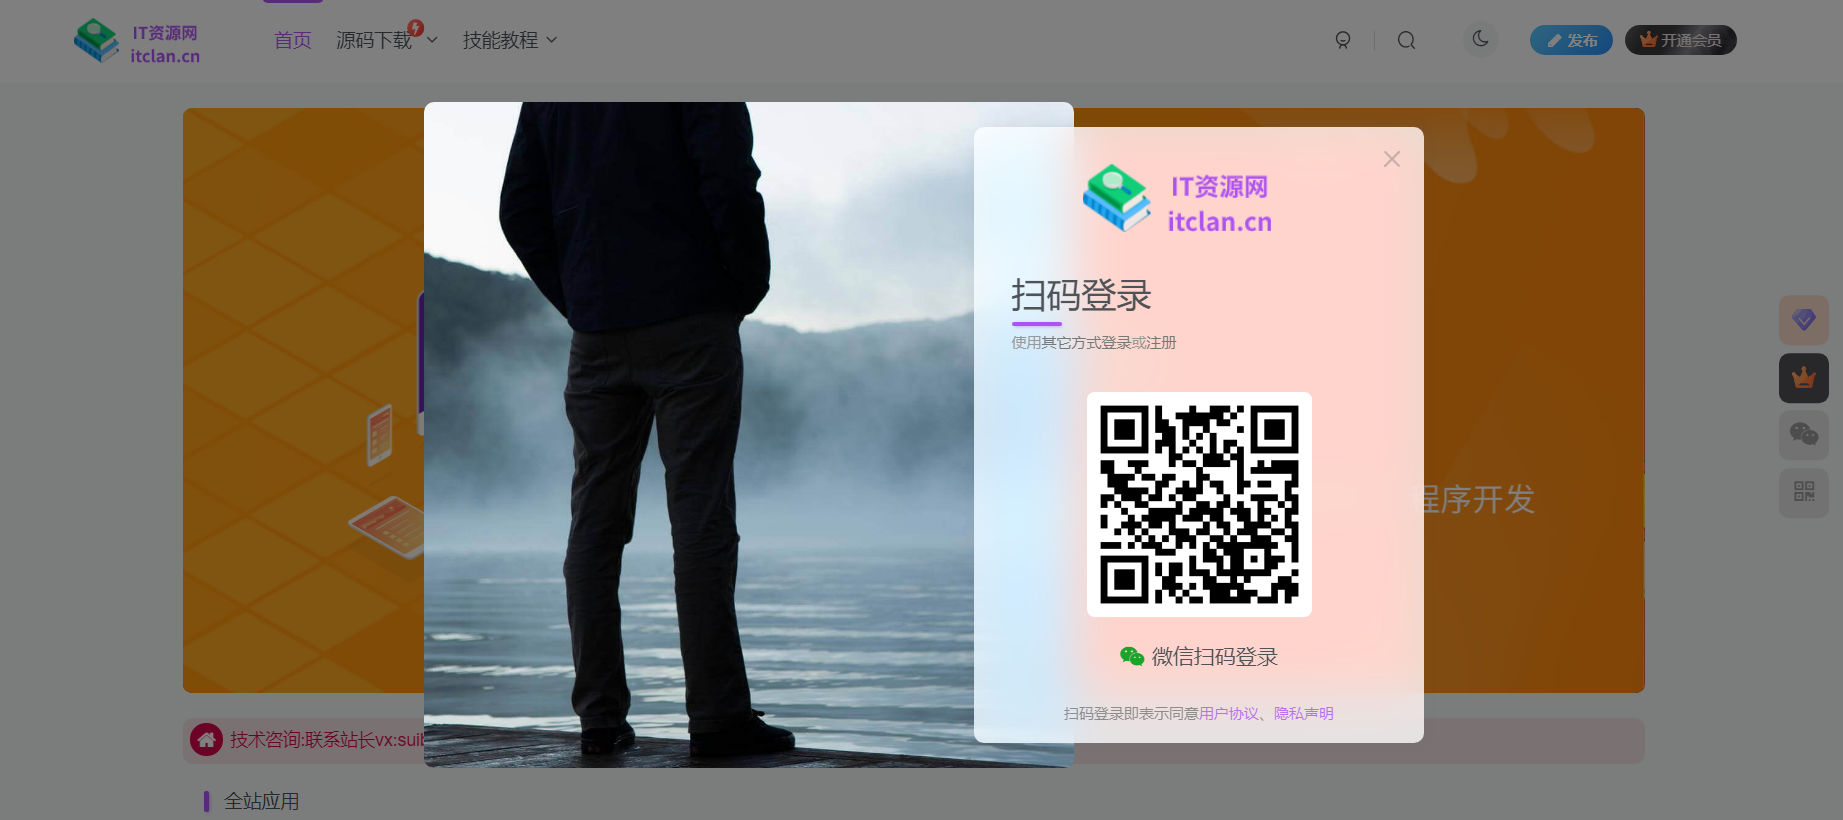 IT资源网
itclan.cn
首页
源码下载
技能教程
发布
开通会员
IT资源网
itclan.cn
扫码登录
使用其它方式登录或注册
程序开发
微信扫码登录
扫码登录即表示同意用户协议、隐私声明
技术咨询:联系站长vx:suib
全站应用